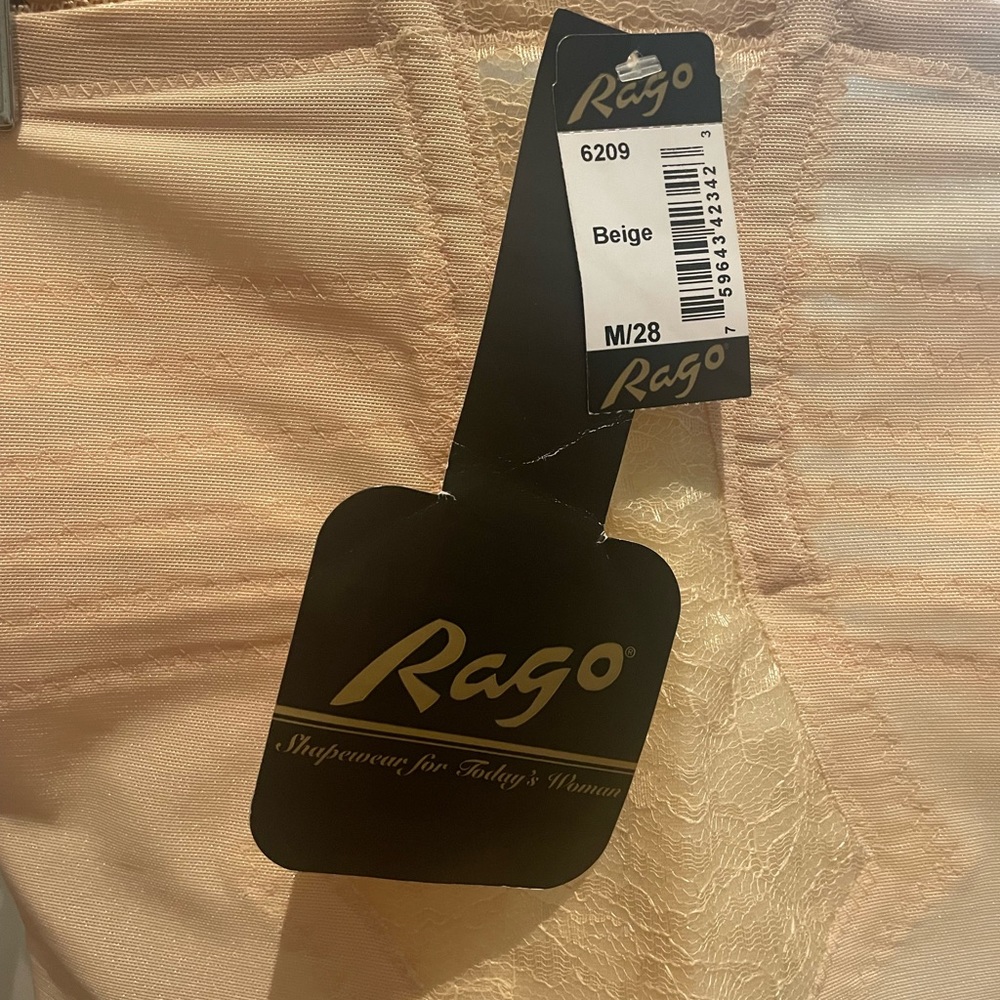 Rago
6209
Beige
M/28
7 59643 42342 3
Rago
Rago®
Shapewear for Today's Woman